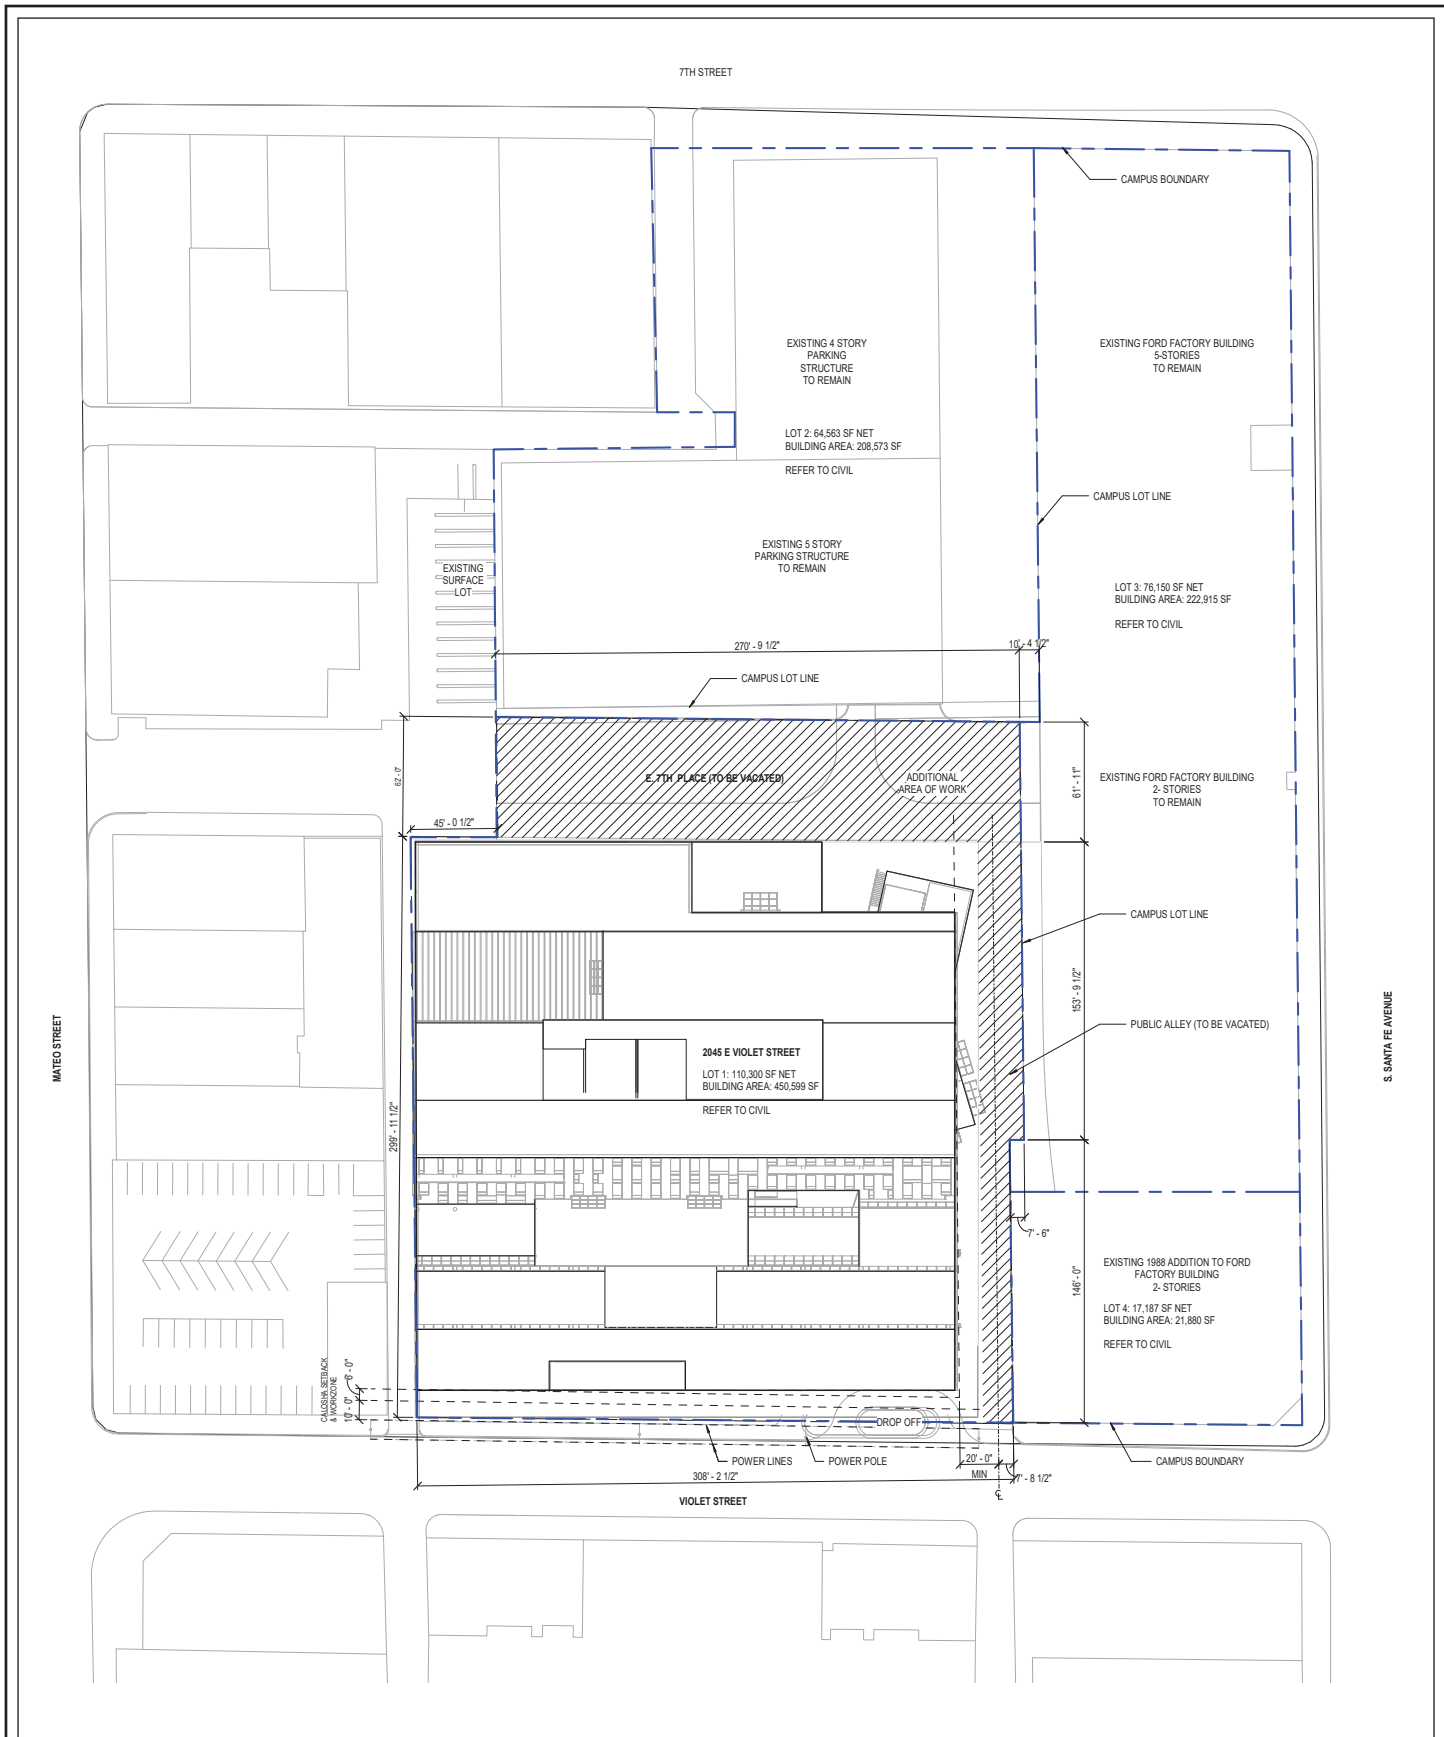 7TH STREET
CAMPUS BOUNDARY
EXISTING 4 STORY
PARKING
STRUCTURE
TO REMAIN
EXISTING FORD FACTORY BUILDING
5-STORIES
TO REMAIN
LOT 2: 64,563 SF NET
BUILDING AREA: 208,573 SF
REFER TO CIVIL
CAMPUS LOT LINE
EXISTING 5 STORY
PARKING STRUCTURE
TO REMAIN
EXISTING
SURFACE
LOT
LOT 3: 76,150 SF NET
BUILDING AREA: 222,915 SF
REFER TO CIVIL
270' - 9 1/2"
10' - 4 1/2"
CAMPUS LOT LINE
62' - 0"
E. 7TH PLACE (TO BE VACATED)
ADDITIONAL
AREA OF WORK
61' - 11"
EXISTING FORD FACTORY BUILDING
2- STORIES
TO REMAIN
45' - 0 1/2"
CAMPUS LOT LINE
153' - 9 1/2"
PUBLIC ALLEY (TO BE VACATED)
MATEO STREET
S. SANTA FE AVENUE
2045 E VIOLET STREET
LOT 1: 110,300 SF NET
BUILDING AREA: 450,599 SF
REFER TO CIVIL
299' - 11 1/2"
7' - 6"
146' - 0"
EXISTING 1988 ADDITION TO FORD
FACTORY BUILDING
2- STORIES
LOT 4: 17,187 SF NET
BUILDING AREA: 21,880 SF
REFER TO CIVIL
CALOSHA SETBACK
& WORKZONE
6' - 0"
10' - 0"
DROP OFF
POWER LINES
POWER POLE
20' - 0"
MIN
7' - 8 1/2"
CAMPUS BOUNDARY
308' - 2 1/2"
VIOLET STREET